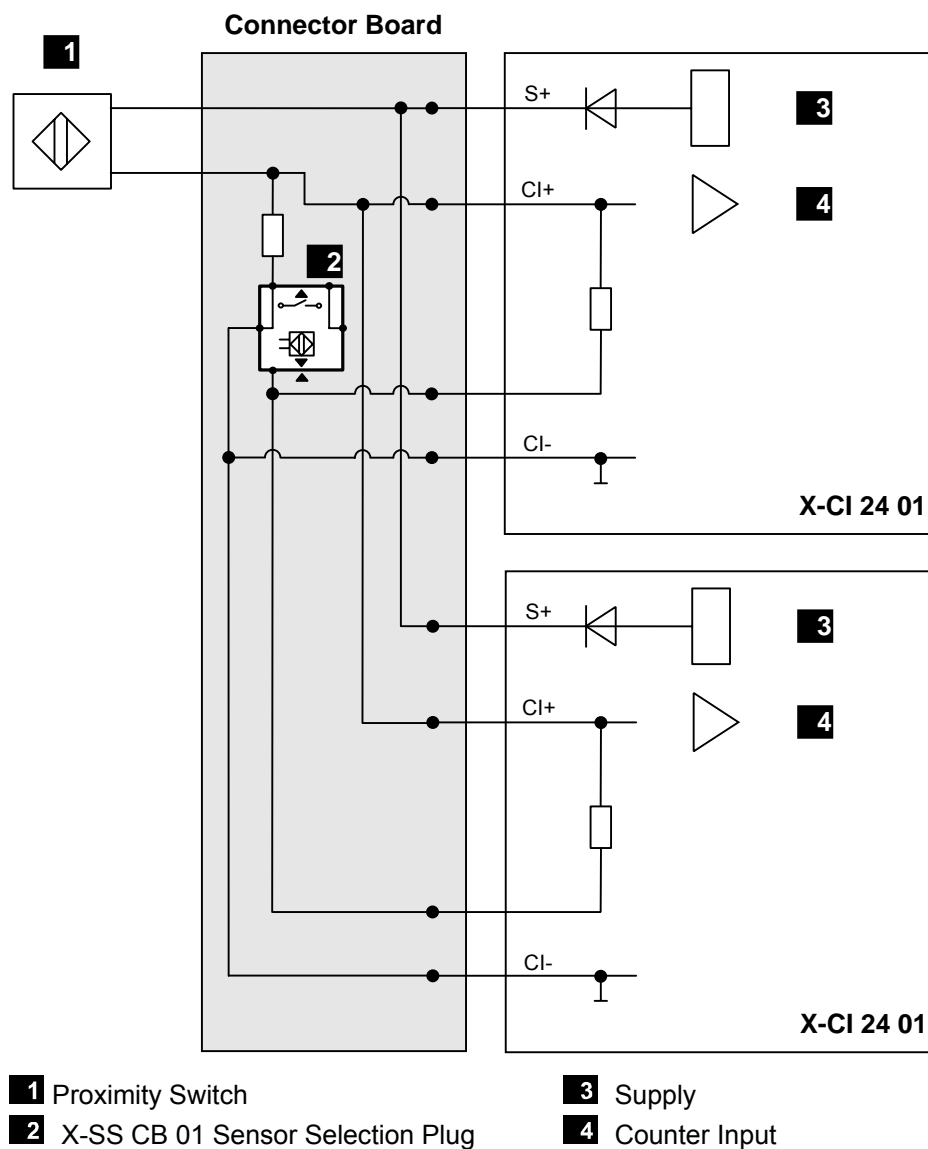 Connector Board
1
S+
3
CI+
4
2
CI-
X-CI 24 01
S+
3
CI+
4
CI-
X-CI 24 01
1 Proximity Switch
3 Supply
2 X-SS CB 01 Sensor Selection Plug
4 Counter Input